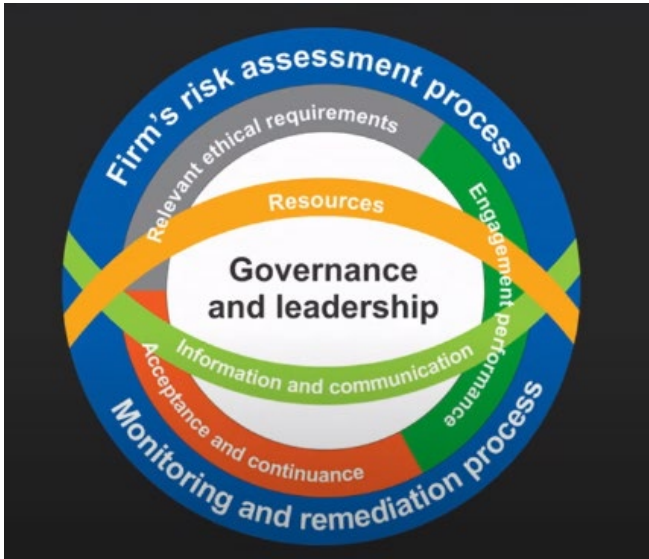 Firm's risk assessment process
Relevant ethical requirements
Resources
Engagement performance
Governance
and leadership
Information and communication
Acceptance and continuance
Monitoring and remediation process